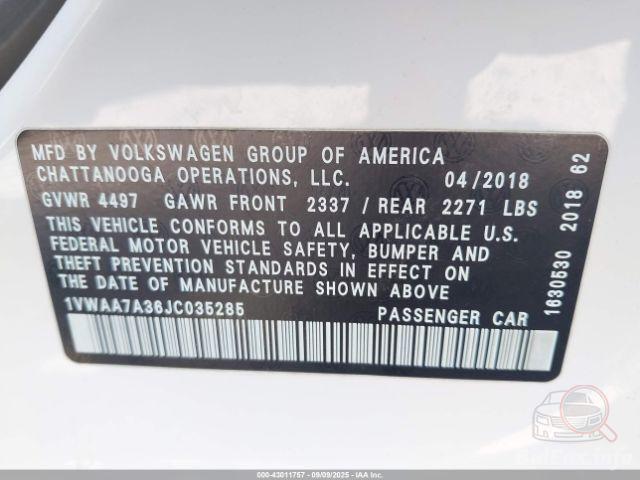 MFD BY VOLKSWAGEN GROUP OF AMERICA
CHATTANOOGA OPERATIONS, LLC. 04/2018
GVWR 4497 GAWR FRONT 2337 / REAR 2271 LBS
THIS VEHICLE CONFORMS TO ALL APPLICABLE U.S.
FEDERAL MOTOR VEHICLE SAFETY, BUMPER AND
THEFT PREVENTION STANDARDS IN EFFECT ON
THE DATE OF MANUFACTURE SHOWN ABOVE
1VWAA7A36JC035285 PASSENGER CAR
1630530 2018 62
000-43011757 - 09/09/2025 - IAAI Inc.